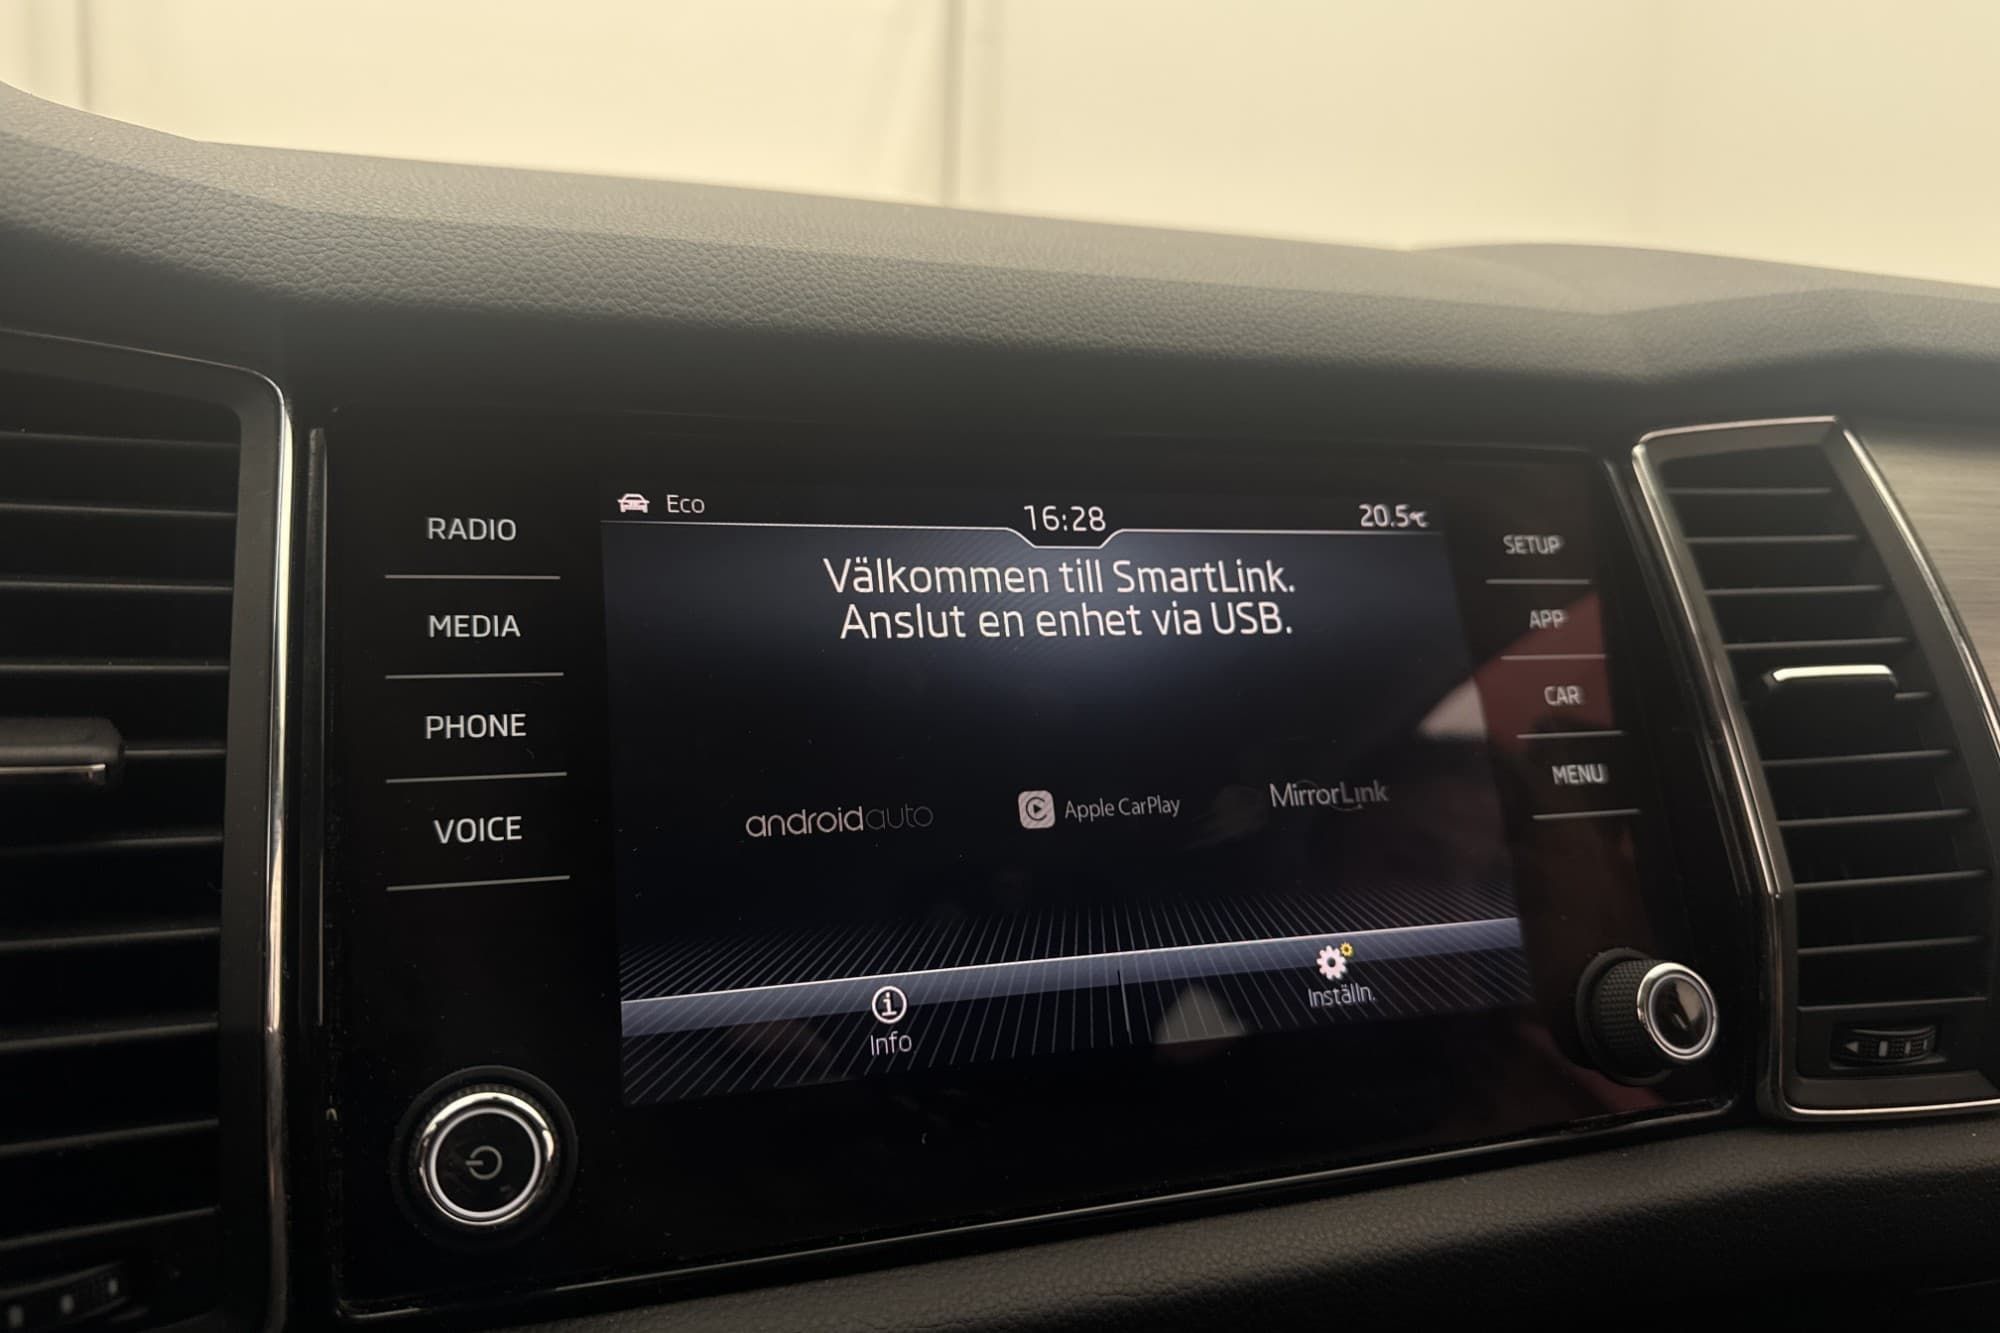 RADIO
MEDIA
PHONE
VOICE
Eco
16:28
20.5°C
Välkommen till SmartLink.
Anslut en enhet via USB.
androidauto
Apple CarPlay
MirrorLink
Info
Inställn.
SETUP
APP
CAR
MENU